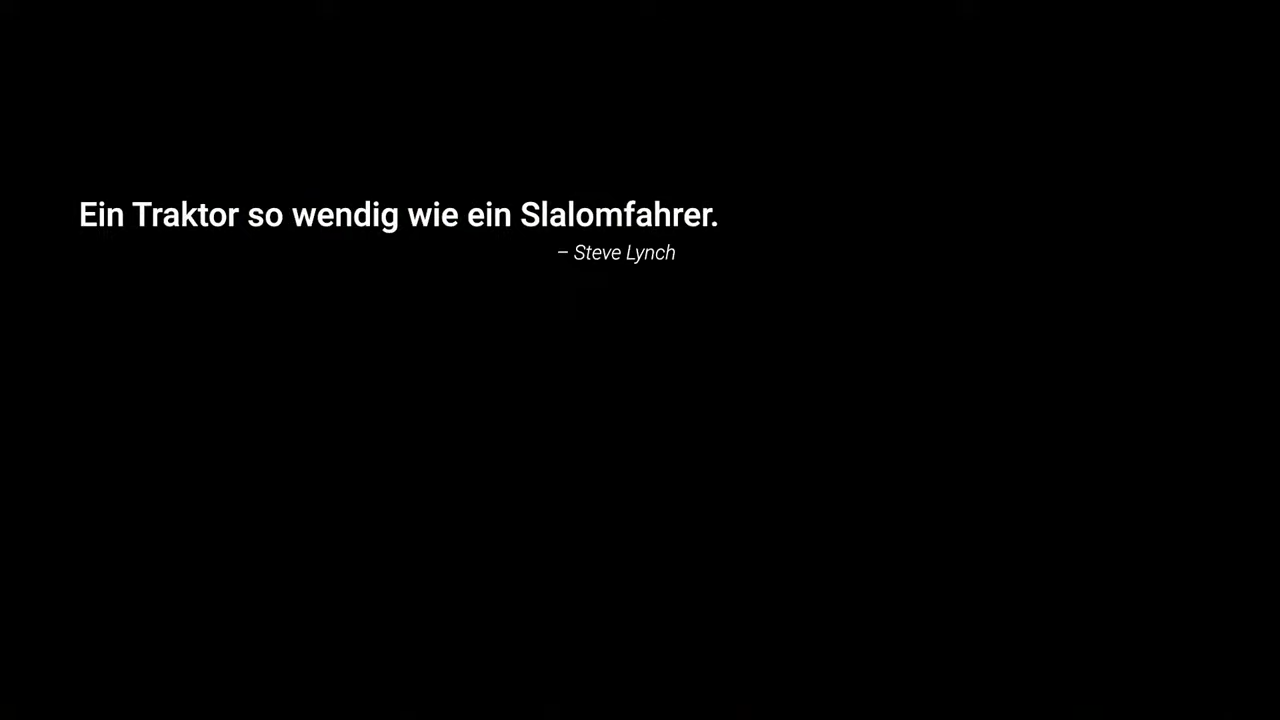 Ein Traktor so wendig wie ein Slalomfahrer.
– Steve Lynch